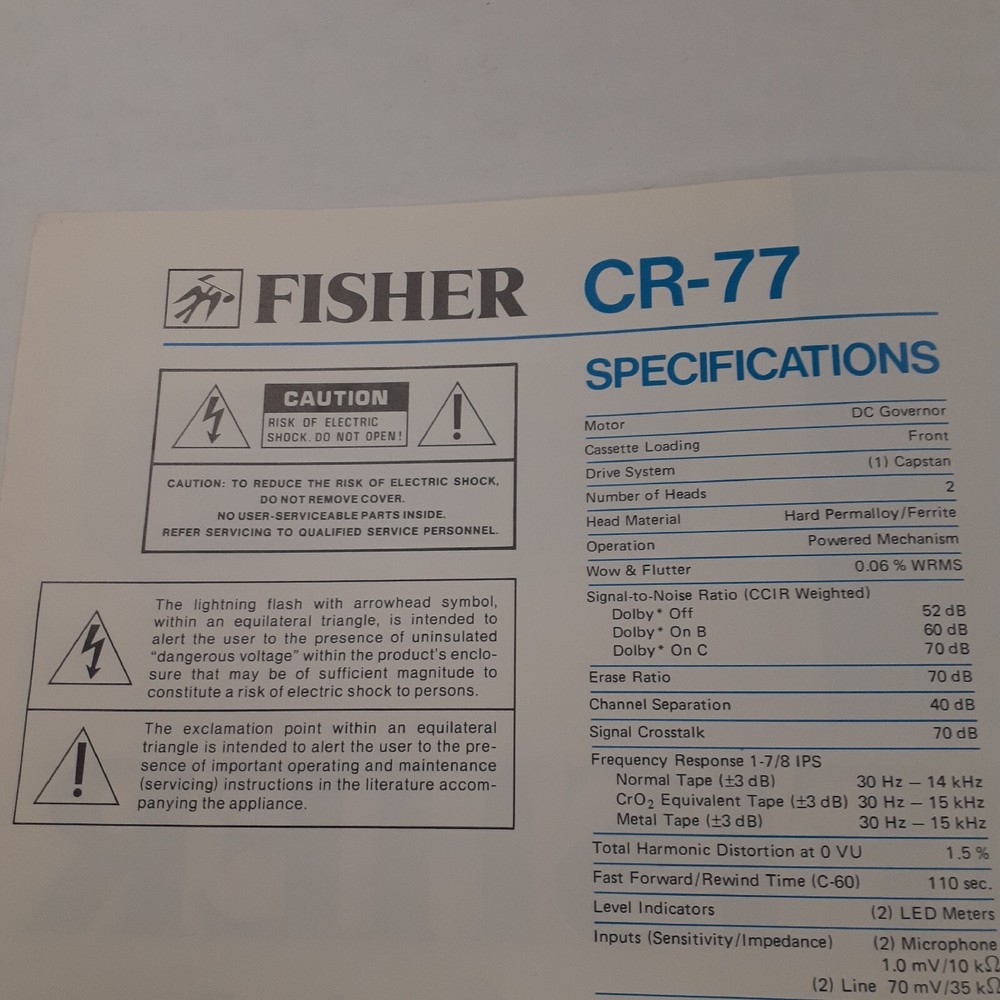 FISHER CR-77
CAUTION
RISK OF ELECTRIC
SHOCK. DO NOT OPEN!
CAUTION: TO REDUCE THE RISK OF ELECTRIC SHOCK,
DO NOT REMOVE COVER.
NO USER-SERVICEABLE PARTS INSIDE.
REFER SERVICING TO QUALIFIED SERVICE PERSONNEL.
The lightning flash with arrowhead symbol,
within an equilateral triangle, is intended to
alert the user to the presence of uninsulated
“dangerous voltage” within the product's enclo-
sure that may be of sufficient magnitude to
constitute a risk of electric shock to persons.
The exclamation point within an equilateral
triangle is intended to alert the user to the pre-
sence of important operating and maintenance
(servicing) instructions in the literature accom-
panying the appliance.
SPECIFICATIONS
Motor DC Governor
Cassette Loading Front
Drive System (1) Capstan
Number of Heads 2
Head Material Hard Permalloy/Ferrite
Operation Powered Mechanism
Wow & Flutter 0.06 % WRMS
Signal-to-Noise Ratio (CCIR Weighted)
Dolby* Off 52 dB
Dolby* On B 60 dB
Dolby* On C 70 dB
Erase Ratio 70 dB
Channel Separation 40 dB
Signal Crosstalk 70 dB
Frequency Response 1-7/8 IPS
Normal Tape (±3 dB) 30 Hz – 14 kHz
CrO₂ Equivalent Tape (±3 dB) 30 Hz – 15 kHz
Metal Tape (±3 dB) 30 Hz – 15 kHz
Total Harmonic Distortion at 0 VU 1.5 %
Fast Forward/Rewind Time (C-60) 110 sec.
Level Indicators (2) LED Meters
Inputs (Sensitivity/Impedance) (2) Microphone
1.0 mV/10 kΩ
(2) Line 70 mV/35 kΩ